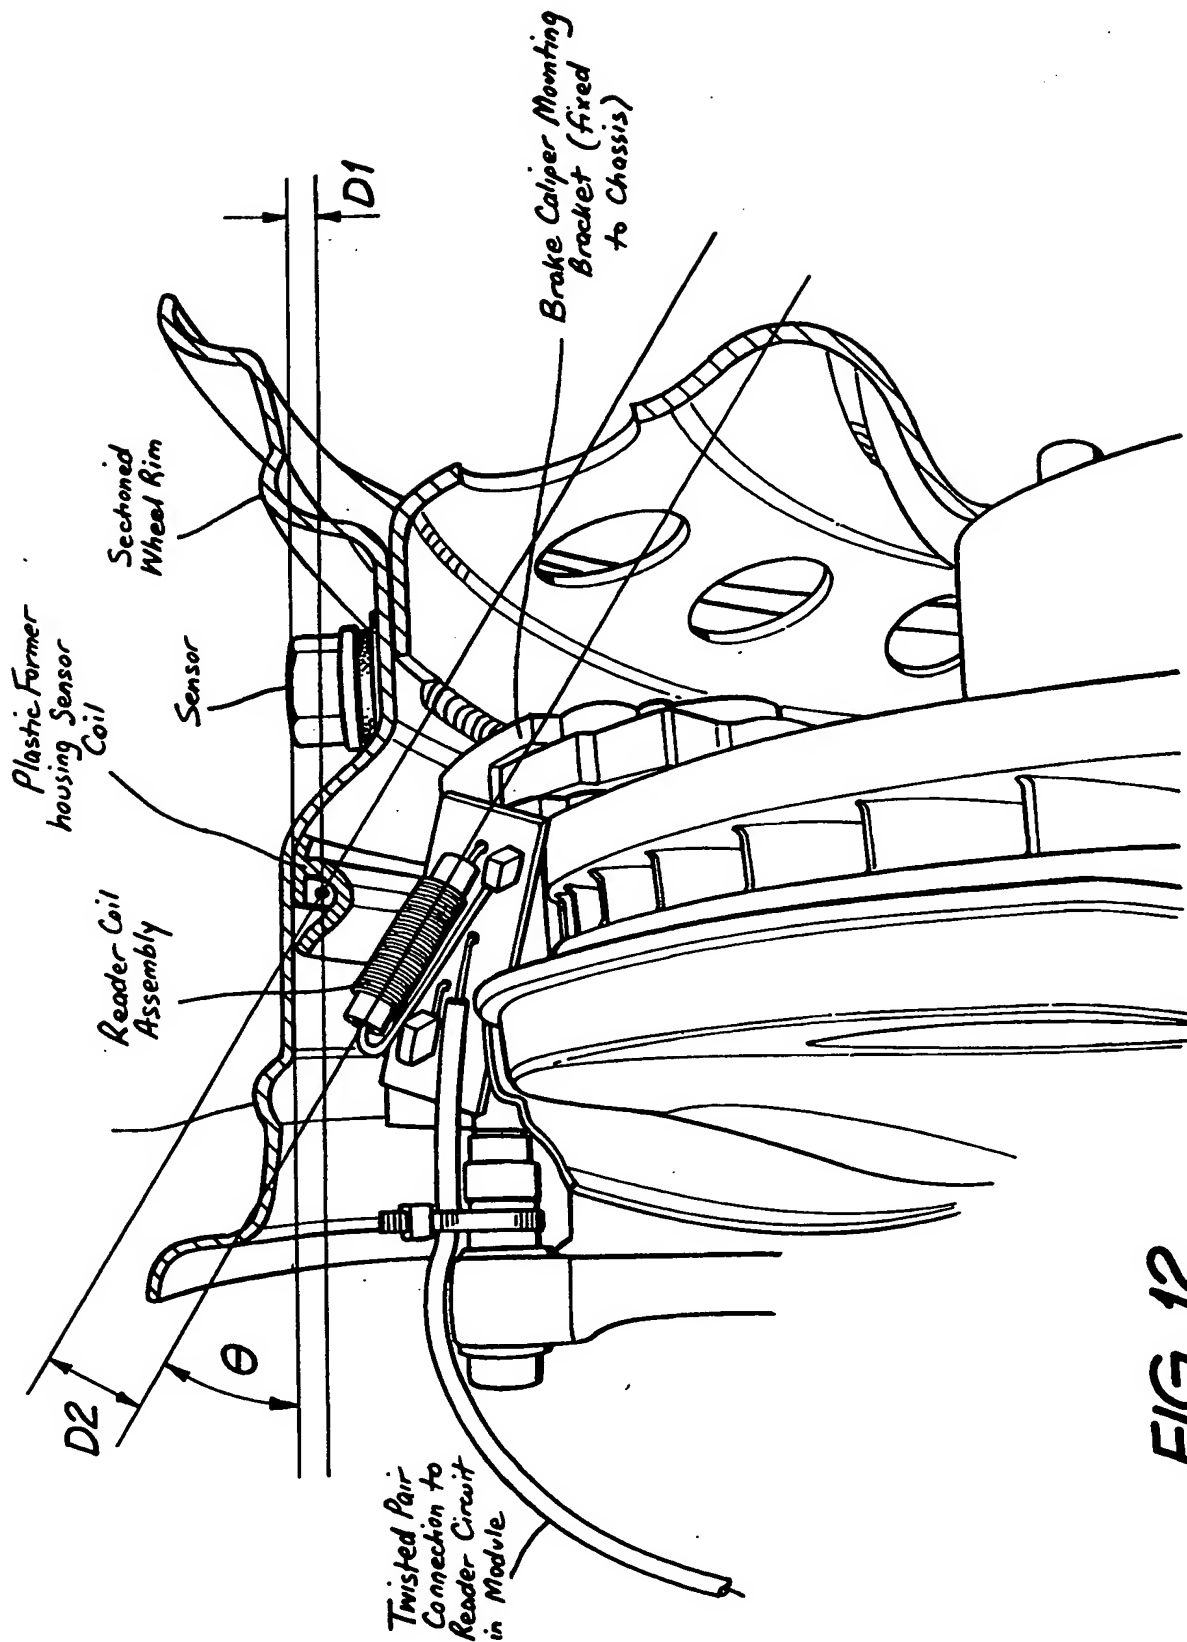 Twisted Pair
Connection to
Reader Circuit
in Module
D2
θ
Reader Coil
Assembly
Plastic Former
housing Sensor
Coil
Sensor
Sectioned
Wheel Rim
D1
Brake Caliper Mounting
Bracket (fixed
to Chassis)
FIG 12